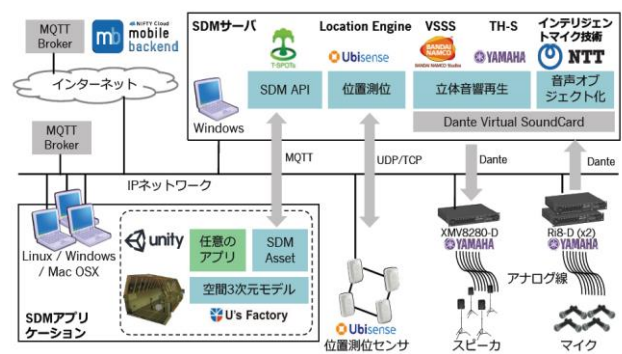 MQTT
Broker
NIFTY Cloud
mobile
backend
インターネット
MQTT
Broker
SDMサーバ
Windows
T-SPOTs
SDM API
Location Engine
Ubisense
位置測位
VSSS
BANDAI
NAMCO
BANDAI NAMCO Studios
TH-S
YAMAHA
立体音響再生
インテリジェン
トマイク技術
NTT
音声オブ
ジェクト化
Dante Virtual SoundCard
MQTT
UDP/TCP
Dante
Dante
IPネットワーク
Linux / Windows
/ Mac OSX
SDMアプリ
ケーション
unity
任意の
アプリ
SDM
Asset
空間3次元モデル
U's Factory
Ubisense
位置測位センサ
XMV8280-D
YAMAHA
スピーカ
Ri8-D (x2)
YAMAHA
アナログ線
マイク